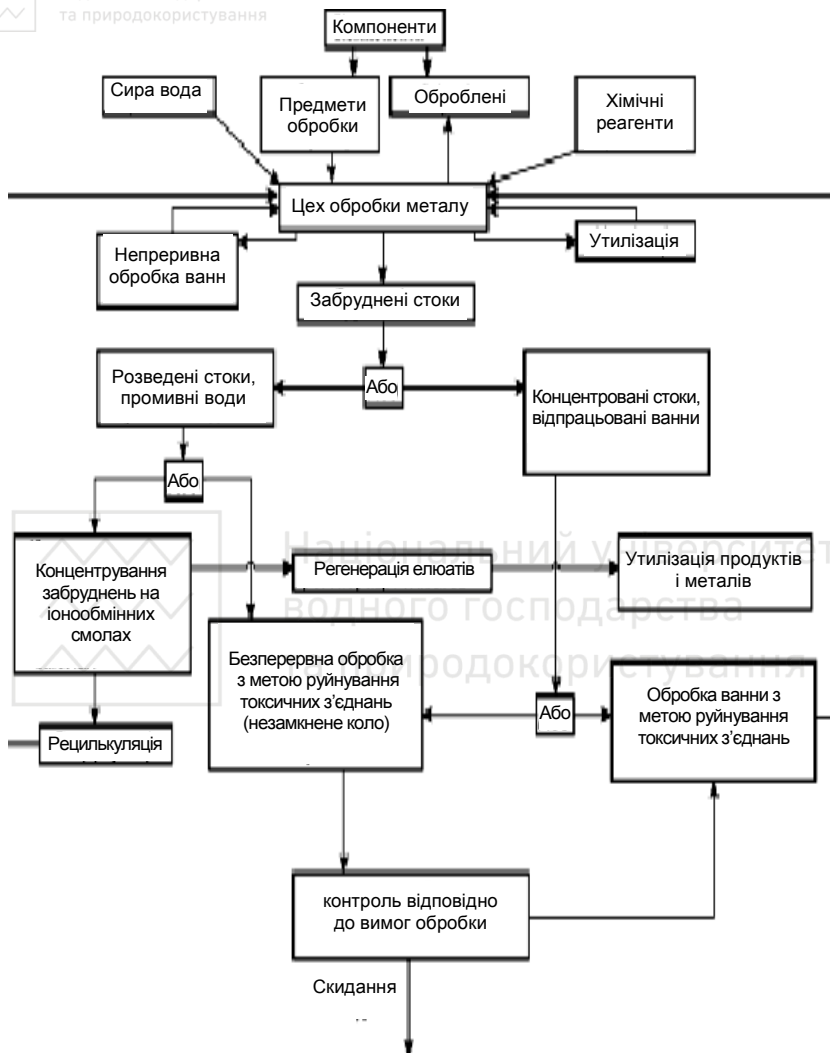 та природокористування
Компоненти
Сира вода
Предмети
обробки
Оброблені
Хімічні
реагенти
Цех обробки металу
Непреривна
обробка ванн
Утилізація
Забруднені стоки
Розведені стоки,
промивні води
Або
Концентровані стоки,
відпрацьовані ванни
Або
Національний університет
водного господарства
та природокористування
Концентрування
забруднень на
іонообмінних
смолах
Регенерація елюатів
Утилізація продуктів
і металів
Безперервна обробка
з метою руйнування
токсичних з’єднань
(незамкнене коло)
Або
Обробка ванни з
метою руйнування
токсичних з’єднань
Рецилькуляція
контроль відповідно
до вимог обробки
Скидання